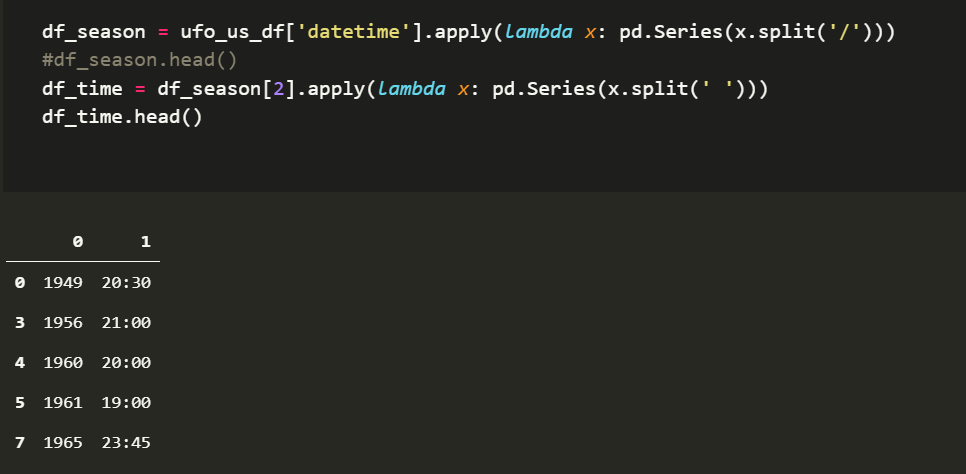 df_season = ufo_us_df['datetime'].apply(lambda x: pd.Series(x.split('/')))
#df_season.head()
df_time = df_season[2].apply(lambda x: pd.Series(x.split(' ')))
df_time.head()
0 1
0 1949 20:30
3 1956 21:00
4 1960 20:00
5 1961 19:00
7 1965 23:45